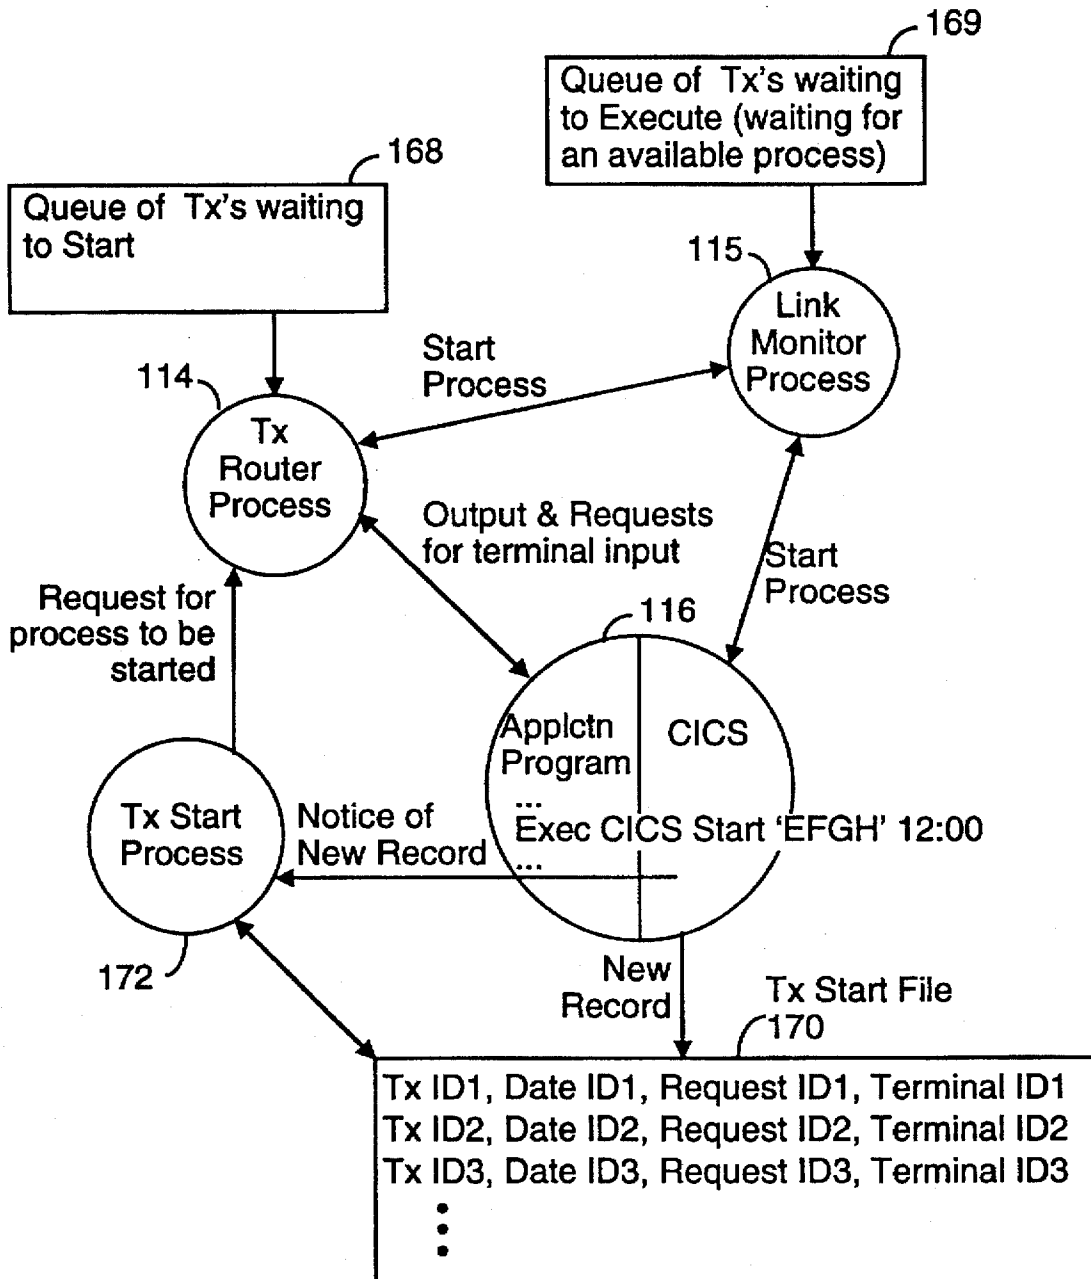 169
Queue of Tx's waiting
to Execute (waiting for
an available process)
168
Queue of Tx's waiting
to Start
115
Link
Monitor
Process
Start
Process
114
Tx
Router
Process
Output & Requests
for terminal input
Start
Process
Request for
process to be
started
116
Applctn
Program
CICS
...
Exec CICS Start ‘EFGH’ 12:00
...
Tx Start
Process
Notice of
New Record
172
New
Record
Tx Start File
170
Tx ID1, Date ID1, Request ID1, Terminal ID1
Tx ID2, Date ID2, Request ID2, Terminal ID2
Tx ID3, Date ID3, Request ID3, Terminal ID3